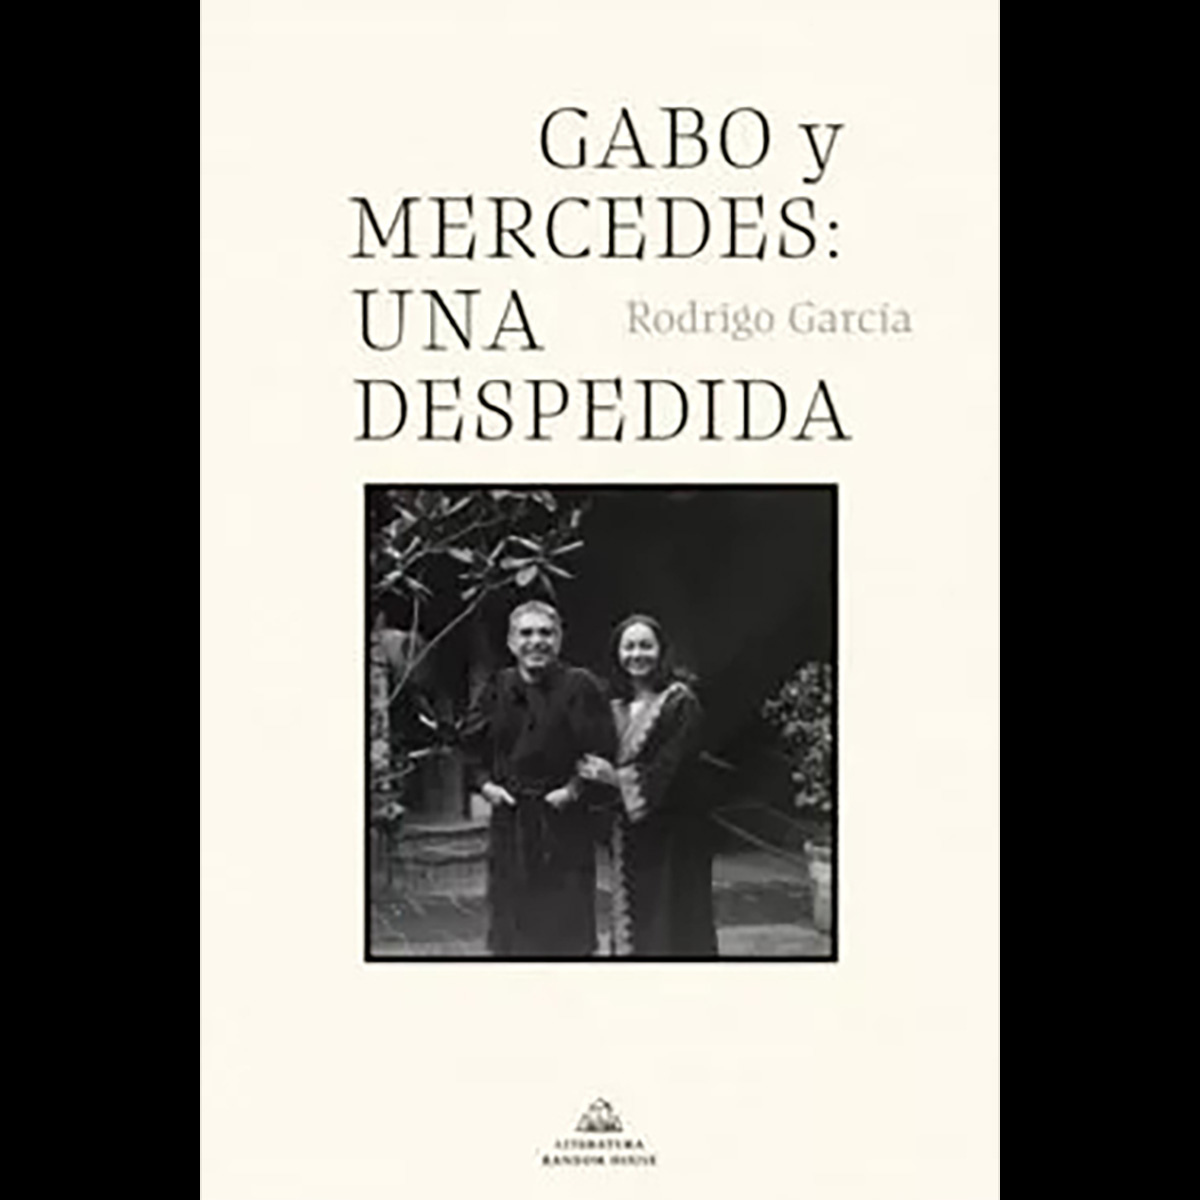 GABO y
MERCEDES:
UNA
Rodrigo García
DESPEDIDA
LITERATURA
RANDOM HOUSE